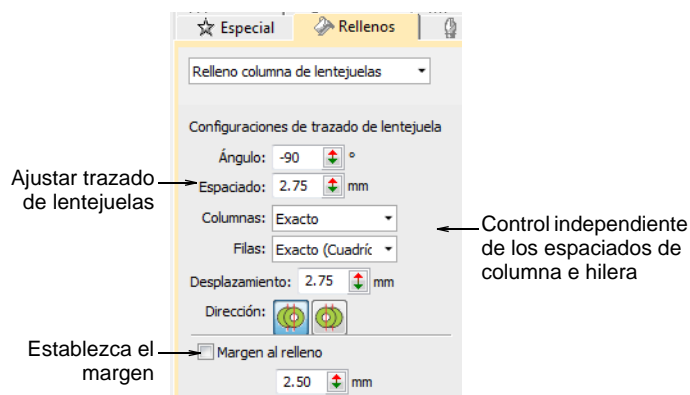 Especial
Rellenos
Relleno columna de lentejuelas
Configuraciones de trazado de lentejuela
Ángulo: -90 °
Ajustar trazado
de lentejuelas
Espaciado: 2.75 mm
Columnas: Exacto
Filas: Exacto (Cuadríc
Control independiente
de los espaciados de
columna e hilera
Desplazamiento: 2.75 mm
Dirección:
Establezca el
margen
Margen al relleno
2.50 mm